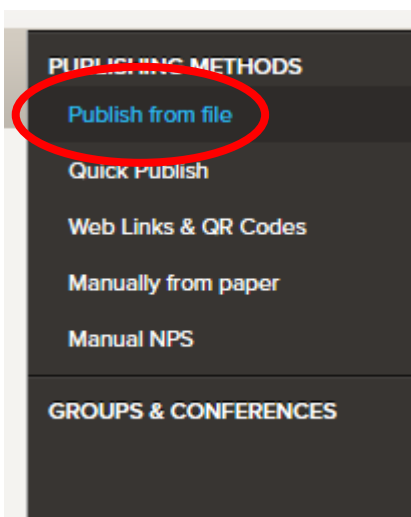 PUBLISHING METHODS
Publish from file
Quick Publish
Web Links & QR Codes
Manually from paper
Manual NPS
GROUPS & CONFERENCES